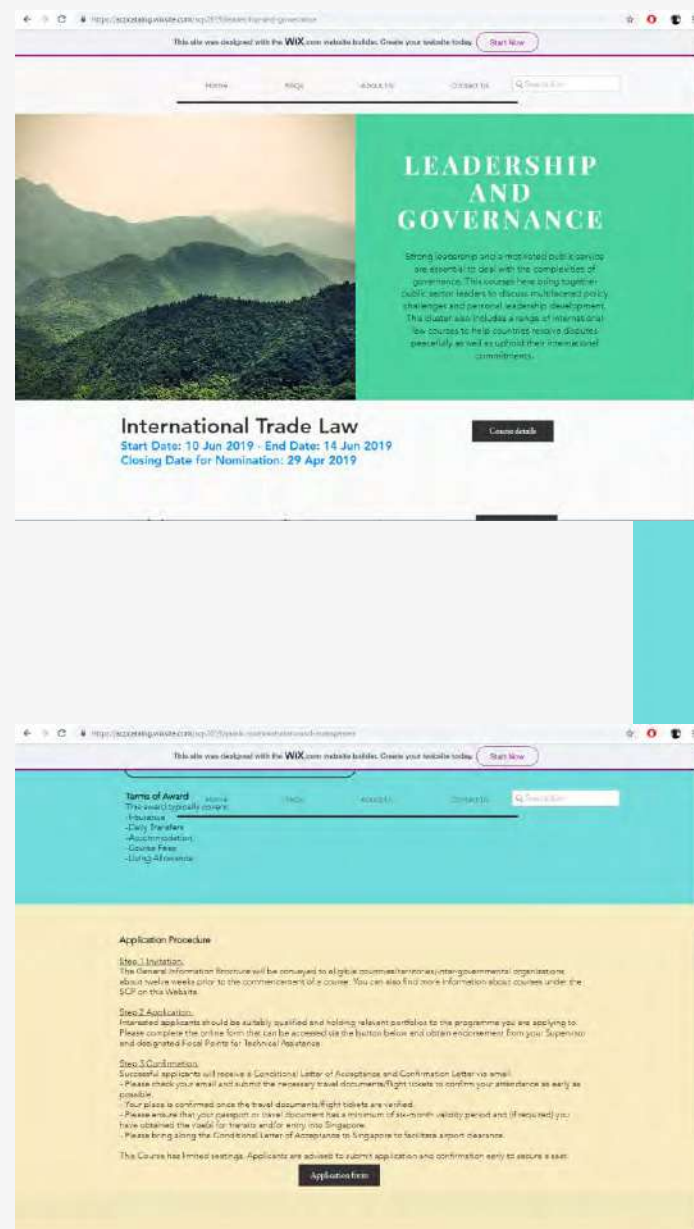 This site was designed with the WiX.com website builder. Create your website today. Start Now
Home FAQs About Us Contact Us
LEADERSHIP
AND
GOVERNANCE
Strong leadership and a motivated public service
are essential to deal with the complexities of
governance. This courses here bring together
public sector leaders to discuss multifaceted policy
challenges and personal leadership development.
This cluster also includes a range of international
law courses to help countries resolve disputes
peacefully as well as uphold their international
commitments.
International Trade Law
Start Date: 10 Jun 2019 - End Date: 14 Jun 2019
Closing Date for Nomination: 29 Apr 2019
Course details
This site was designed with the WiX.com website builder. Create your website today. Start Now
Home FAQs About Us Contact Us
Terms of Award
This award typically covers:
-Insurance
-Daily Transfers
-Accommodation
-Course Fees
-Living Allowance
Application Procedure
Step 1 Invitation:
The General Information Brochure will be conveyed to eligible countries/territories/inter-governmental organisations
about twelve weeks prior to the commencement of a course. You can also find more information about courses under the
SCP on this Website.
Step 2 Application:
Interested applicants should be suitably qualified and holding relevant portfolios to the programme you are applying to.
Please complete the online form that can be accessed via the button below and obtain endorsement from your Supervisor
and designated Focal Points for Technical Assistance.
Step 3 Confirmation:
Successful applicants will receive a Conditional Letter of Acceptance and Confirmation Letter via email.
- Please check your email and submit the necessary travel documents/flight tickets to confirm your attendance as early as
possible.
- Your place is confirmed once the travel documents/flight tickets are verified.
- Please ensure that your passport or travel document has a minimum of six-month validity period and (if required) you
have obtained the visa(s) for transits and/or entry into Singapore.
- Please bring along the Conditional Letter of Acceptance to Singapore to facilitate airport clearance.
This Course has limited seatings. Applicants are advised to submit application and confirmation early to secure a seat.
Application form